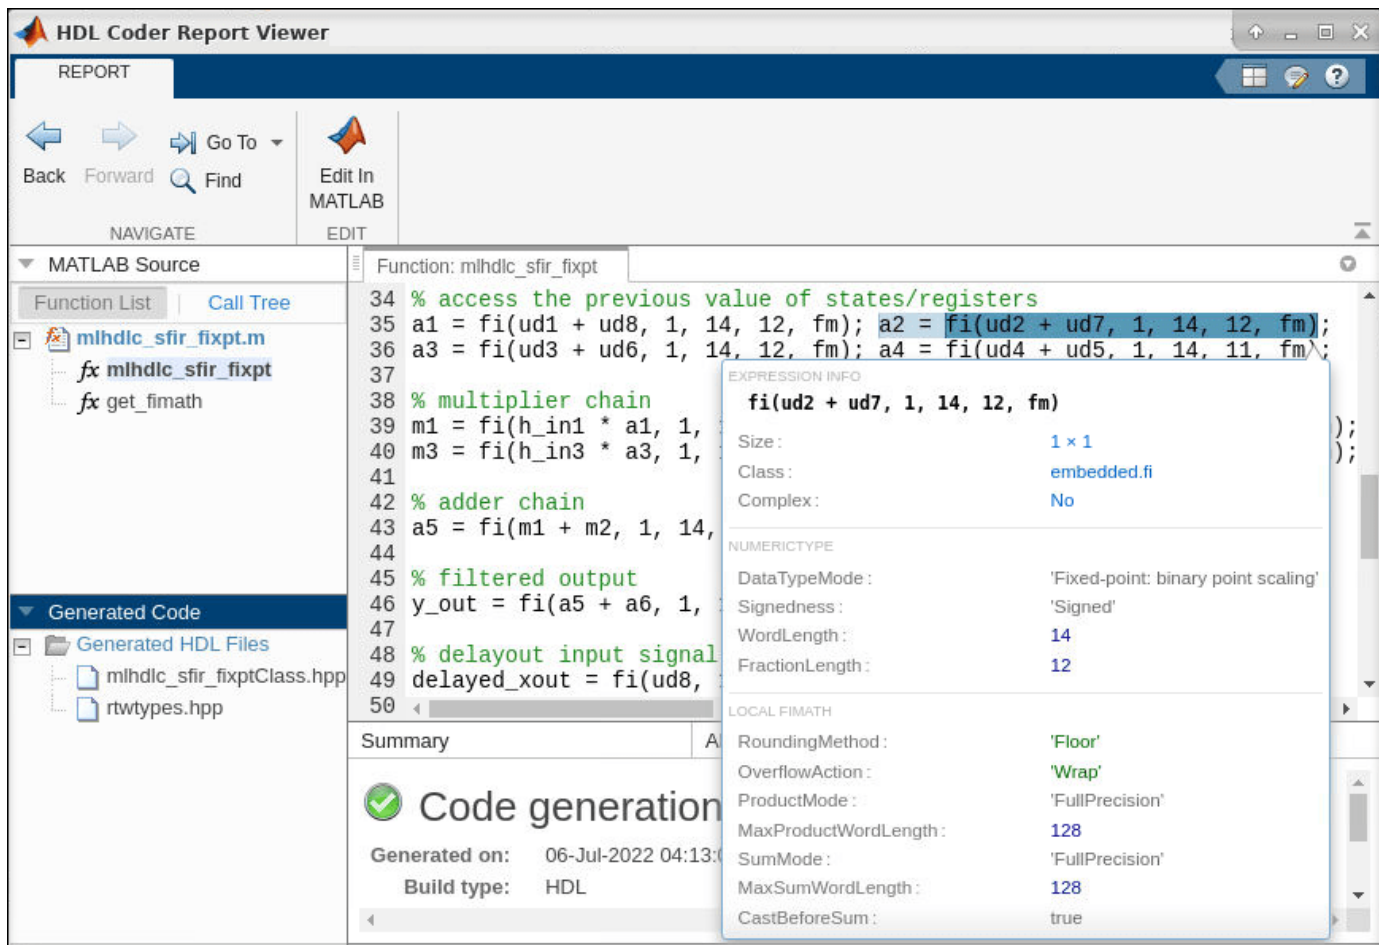 HDL Coder Report Viewer
REPORT
Back
Forward
Go To
Find
Edit In
MATLAB
NAVIGATE
EDIT
MATLAB Source
Function List
Call Tree
mlhdlc_sfir_fixpt.m
fx mlhdlc_sfir_fixpt
fx get_fimath
Generated Code
Generated HDL Files
mlhdlc_sfir_fixptClass.hpp
rtwtypes.hpp
Function: mlhdlc_sfir_fixpt
34 % access the previous value of states/registers
35 a1 = fi(ud1 + ud8, 1, 14, 12, fm); a2 = fi(ud2 + ud7, 1, 14, 12, fm);
36 a3 = fi(ud3 + ud6, 1, 14, 12, fm); a4 = fi(ud4 + ud5, 1, 14, 11, fm);
37
38 % multiplier chain
39 m1 = fi(h_in1 * a1, 1, );
40 m3 = fi(h_in3 * a3, 1, );
41
42 % adder chain
43 a5 = fi(m1 + m2, 1, 14,
44
45 % filtered output
46 y_out = fi(a5 + a6, 1,
47
48 % delayout input signal
49 delayed_xout = fi(ud8,
50
EXPRESSION INFO
fi(ud2 + ud7, 1, 14, 12, fm)
Size: 1 × 1
Class: embedded.fi
Complex: No
NUMERICTYPE
DataTypeMode: 'Fixed-point: binary point scaling'
Signedness: 'Signed'
WordLength: 14
FractionLength: 12
LOCAL FIMATH
RoundingMethod: 'Floor'
OverflowAction: 'Wrap'
ProductMode: 'FullPrecision'
MaxProductWordLength: 128
SumMode: 'FullPrecision'
MaxSumWordLength: 128
CastBeforeSum: true
Summary
Code generation
Generated on: 06-Jul-2022 04:13:
Build type: HDL